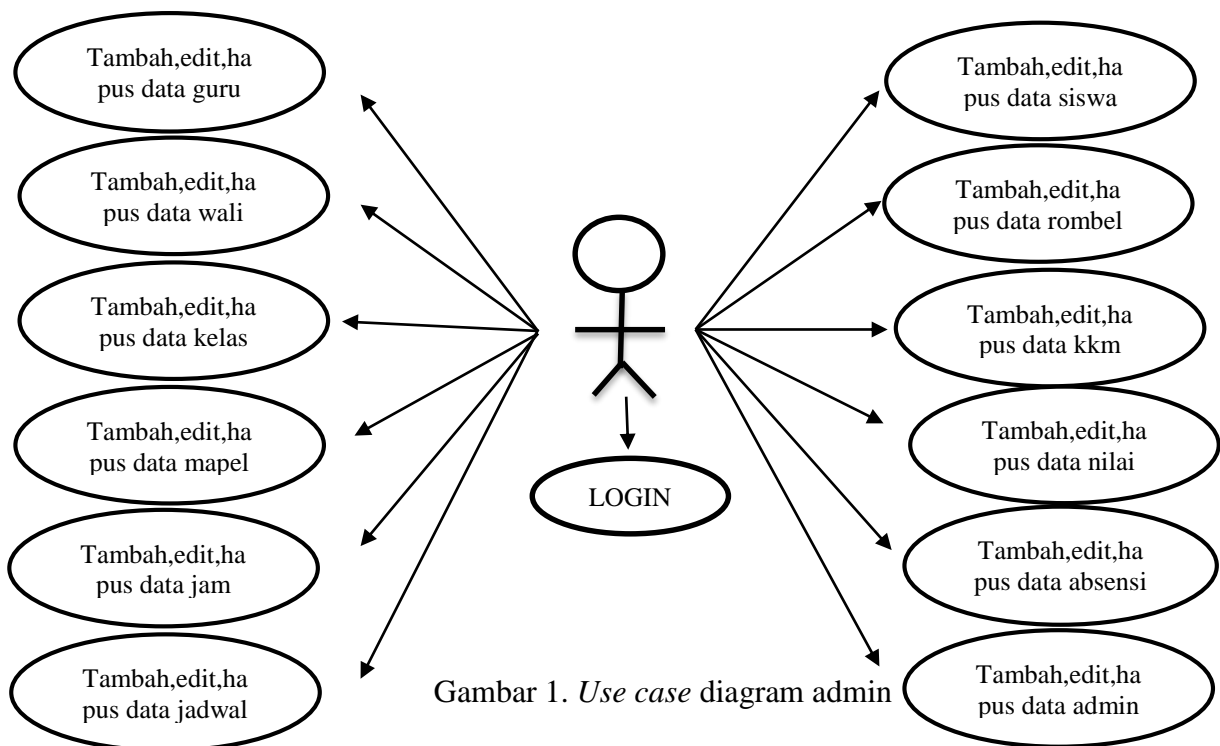 Tambah,edit,ha
pus data guru
Tambah,edit,ha
pus data wali
Tambah,edit,ha
pus data kelas
Tambah,edit,ha
pus data mapel
Tambah,edit,ha
pus data jam
Tambah,edit,ha
pus data jadwal
LOGIN
Tambah,edit,ha
pus data siswa
Tambah,edit,ha
pus data rombel
Tambah,edit,ha
pus data kkm
Tambah,edit,ha
pus data nilai
Tambah,edit,ha
pus data absensi
Tambah,edit,ha
pus data admin
Gambar 1. Use case diagram admin